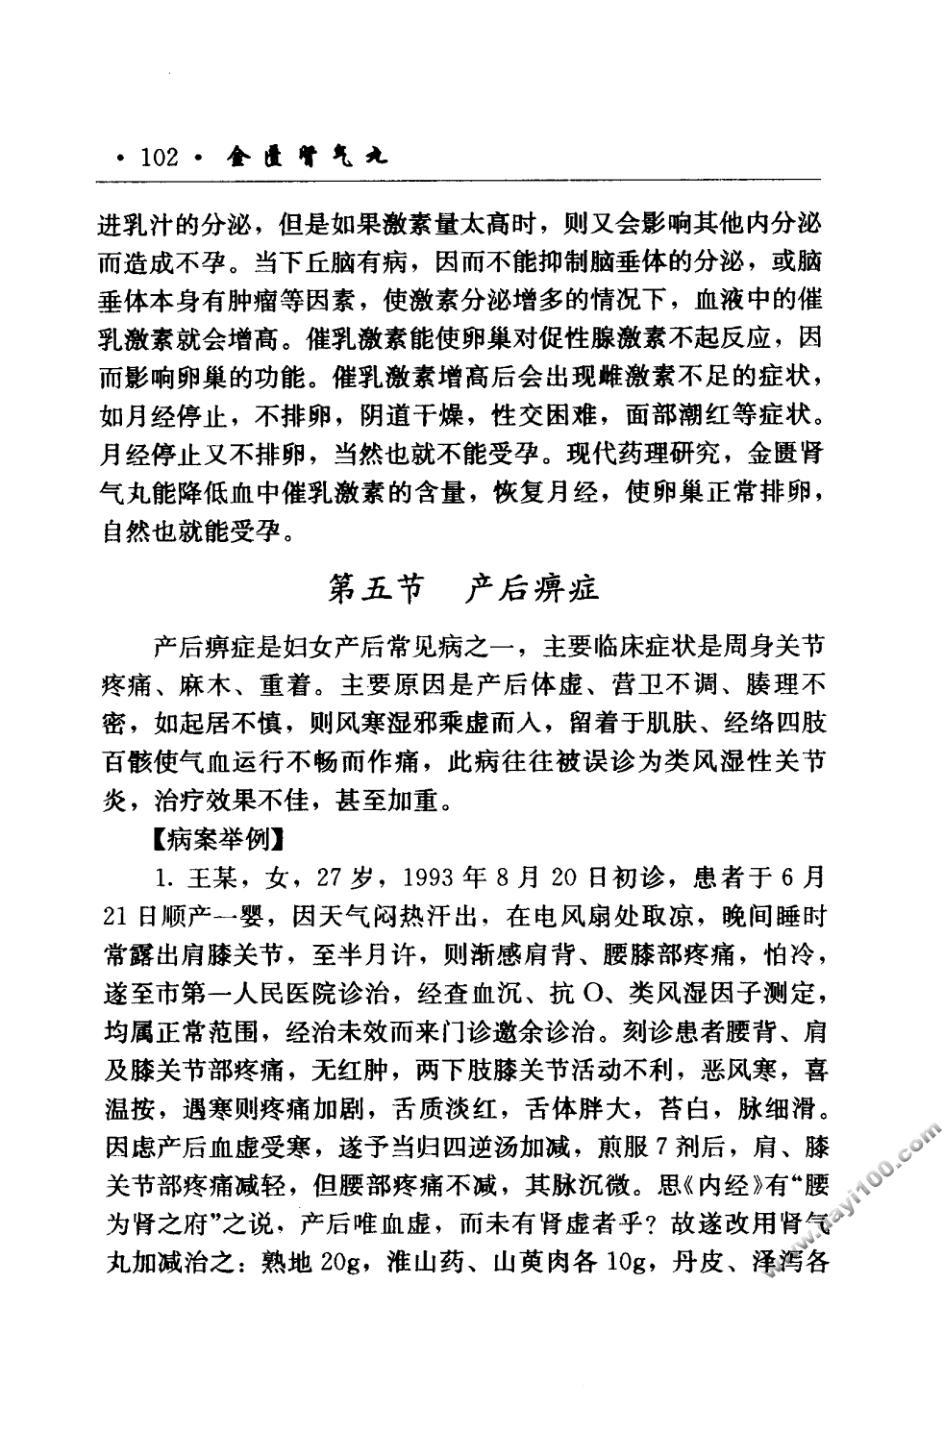 · 102 · 金匮肾气丸
进乳汁的分泌，但是如果激素量太高时，则又会影响其他内分泌
而造成不孕。当下丘脑有病，因而不能抑制脑垂体的分泌，或脑
垂体本身有肿瘤等因素，使激素分泌增多的情况下，血液中的催
乳激素就会增高。催乳激素能使卵巢对促性腺激素不起反应，因
而影响卵巢的功能。催乳激素增高后会出现雌激素不足的症状，
如月经停止，不排卵，阴道干燥，性交困难，面部潮红等症状。
月经停止又不排卵，当然也就不能受孕。现代药理研究，金匮肾
气丸能降低血中催乳激素的含量，恢复月经，使卵巢正常排卵，
自然也就能受孕。
第五节　产后痹症
产后痹症是妇女产后常见病之一，主要临床症状是周身关节
疼痛、麻木、重着。主要原因是产后体虚、营卫不调、腠理不
密，如起居不慎，则风寒湿邪乘虚而入，留着于肌肤、经络四肢
百骸使气血运行不畅而作痛，此病往往被误诊为类风湿性关节
炎，治疗效果不佳，甚至加重。
【病案举例】
1. 王某，女，27 岁，1993 年 8 月 20 日初诊，患者于 6 月
21 日顺产一婴，因天气闷热汗出，在电风扇处取凉，晚间睡时
常露出肩膝关节，至半月许，则渐感肩背、腰膝部疼痛，怕冷，
遂至市第一人民医院诊治，经查血沉、抗 O、类风湿因子测定，
均属正常范围，经治未效而来门诊邀余诊治。刻诊患者腰背、肩
及膝关节部疼痛，无红肿，两下肢膝关节活动不利，恶风寒，喜
温按，遇寒则疼痛加剧，舌质淡红，舌体胖大，苔白，脉细滑。
因虑产后血虚受寒，遂予当归四逆汤加减，煎服 7 剂后，肩、膝
关节部疼痛减轻，但腰部疼痛不减，其脉沉微。思《内经》有“腰
为肾之府”之说，产后唯血虚，而未有肾虚者乎？故遂改用肾气
丸加减治之：熟地 20g，淮山药、山萸肉各 10g，丹皮、泽泻各
www.dayi100.com